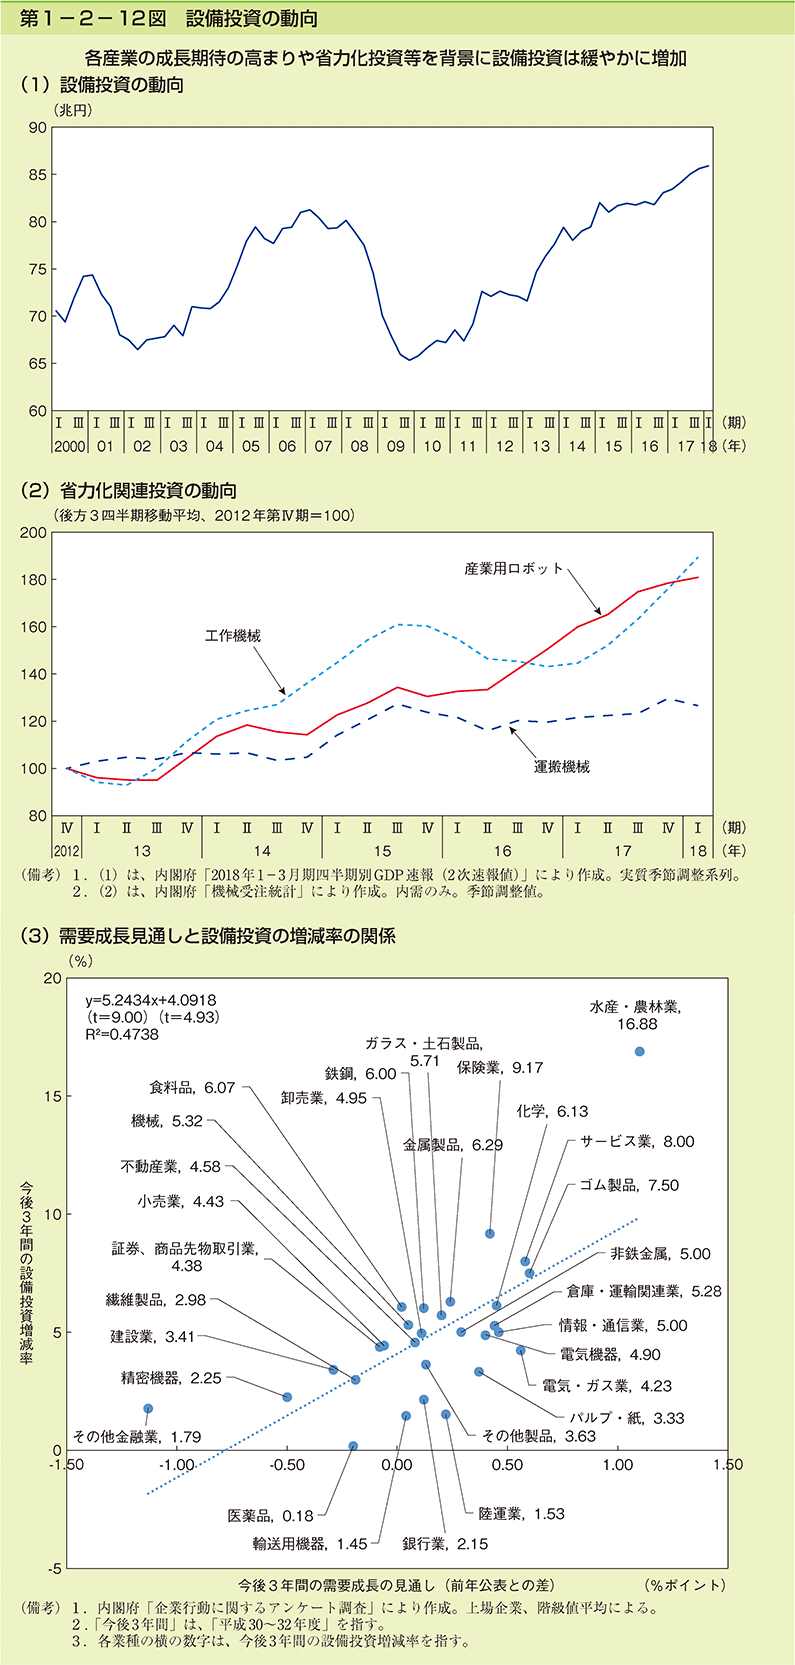 第１－２－12図　設備投資の動向
各産業の成長期待の高まりや省力化投資等を背景に設備投資は緩やかに増加
（1）設備投資の動向
（兆円）
90
85
80
75
70
65
60
Ⅰ Ⅲ Ⅰ Ⅲ Ⅰ Ⅲ Ⅰ Ⅲ Ⅰ Ⅲ Ⅰ Ⅲ Ⅰ Ⅲ Ⅰ Ⅲ Ⅰ Ⅲ Ⅰ Ⅲ Ⅰ Ⅲ Ⅰ Ⅲ Ⅰ Ⅲ Ⅰ Ⅲ Ⅰ Ⅲ Ⅰ Ⅲ Ⅰ Ⅲ Ⅰ Ⅲ Ⅰ（期）
2000 01 02 03 04 05 06 07 08 09 10 11 12 13 14 15 16 17 18（年）
（2）省力化関連投資の動向
（後方３四半期移動平均、2012年第Ⅳ期＝100）
200
180
160
140
120
100
80
産業用ロボット
工作機械
運搬機械
Ⅳ Ⅰ Ⅱ Ⅲ Ⅳ Ⅰ Ⅱ Ⅲ Ⅳ Ⅰ Ⅱ Ⅲ Ⅳ Ⅰ Ⅱ Ⅲ Ⅳ Ⅰ Ⅱ Ⅲ Ⅳ Ⅰ （期）
2012 13 14 15 16 17 18 （年）
（備考）１．（1）は、内閣府「2018年1－3月期四半期別GDP速報（2次速報値）」により作成。実質季節調整系列。
２．（2）は、内閣府「機械受注統計」により作成。内需のみ。季節調整値。
（3）需要成長見通しと設備投資の増減率の関係
（％）
20
15
10
5
0
-5
今後３年間の設備投資増減率
y=5.2434x+4.0918
（t=9.00）（t=4.93）
R²=0.4738
水産・農林業,
16.88
ガラス・土石製品,
5.71
保険業, 9.17
鉄鋼, 6.00
食料品, 6.07
卸売業, 4.95
化学, 6.13
機械, 5.32
サービス業, 8.00
金属製品, 6.29
不動産業, 4.58
ゴム製品, 7.50
小売業, 4.43
証券、商品先物取引業,
4.38
非鉄金属, 5.00
繊維製品, 2.98
倉庫・運輸関連業, 5.28
建設業, 3.41
情報・通信業, 5.00
電気機器, 4.90
精密機器, 2.25
電気・ガス業, 4.23
パルプ・紙, 3.33
その他金融業, 1.79
その他製品, 3.63
-1.50 -1.00 -0.50 0.00 0.50 1.00 1.50
医薬品, 0.18
陸運業, 1.53
輸送用機器, 1.45
銀行業, 2.15
今後３年間の需要成長の見通し（前年公表との差）
（％ポイント）
（備考）１．内閣府「企業行動に関するアンケート調査」により作成。上場企業、階級値平均による。
２．「今後３年間」は、「平成30～32年度」を指す。
３．各業種の横の数字は、今後３年間の設備投資増減率を指す。